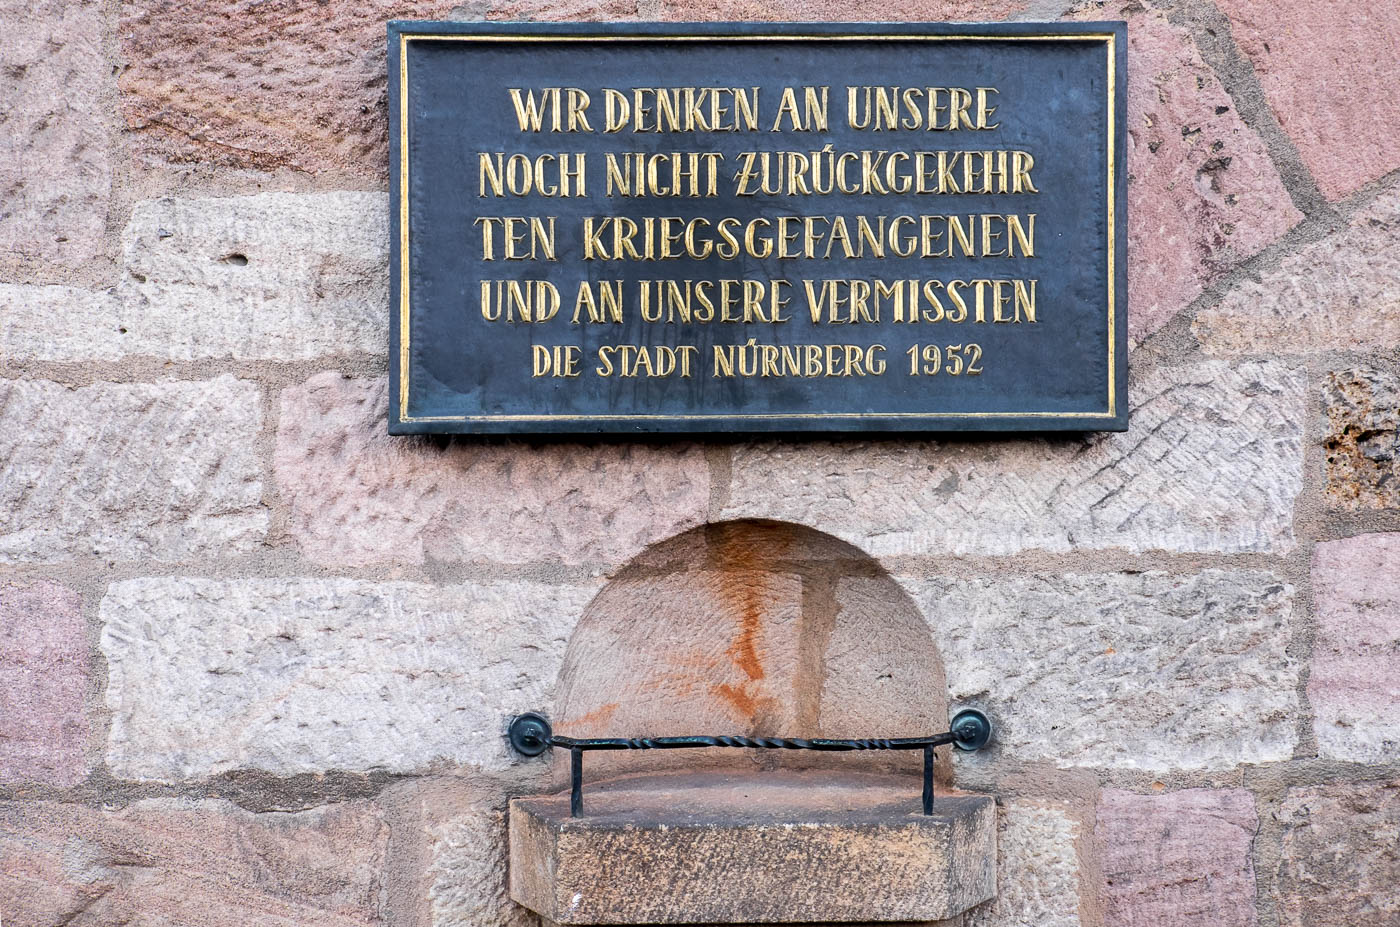 WIR DENKEN AN UNSERE
NOCH NICHT ZURÜCKGEKEHR
TEN KRIEGSGEFANGENEN
UND AN UNSERE VERMISSTEN
DIE STADT NÜRNBERG 1952